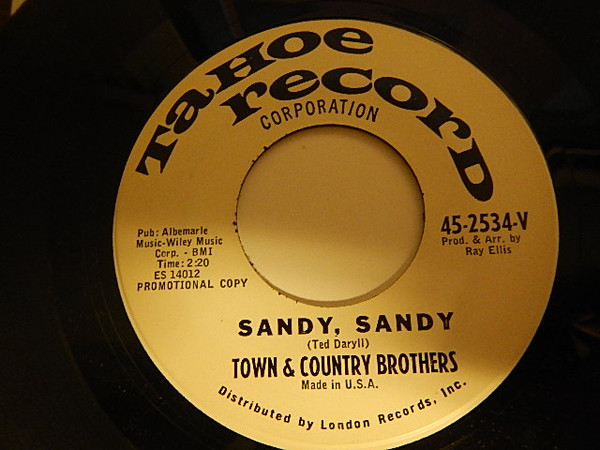 Tahoe
record
CORPORATION
45-2534-V
Prod. & Arr. by
Ray Ellis
Pub: Albemarle
Music-Wiley Music
Corp. - BMI
Time: 2:20
ES 14012
PROMOTIONAL COPY
SANDY, SANDY
(Ted Daryll)
TOWN & COUNTRY BROTHERS
Made in U.S.A.
Distributed by London Records, Inc.